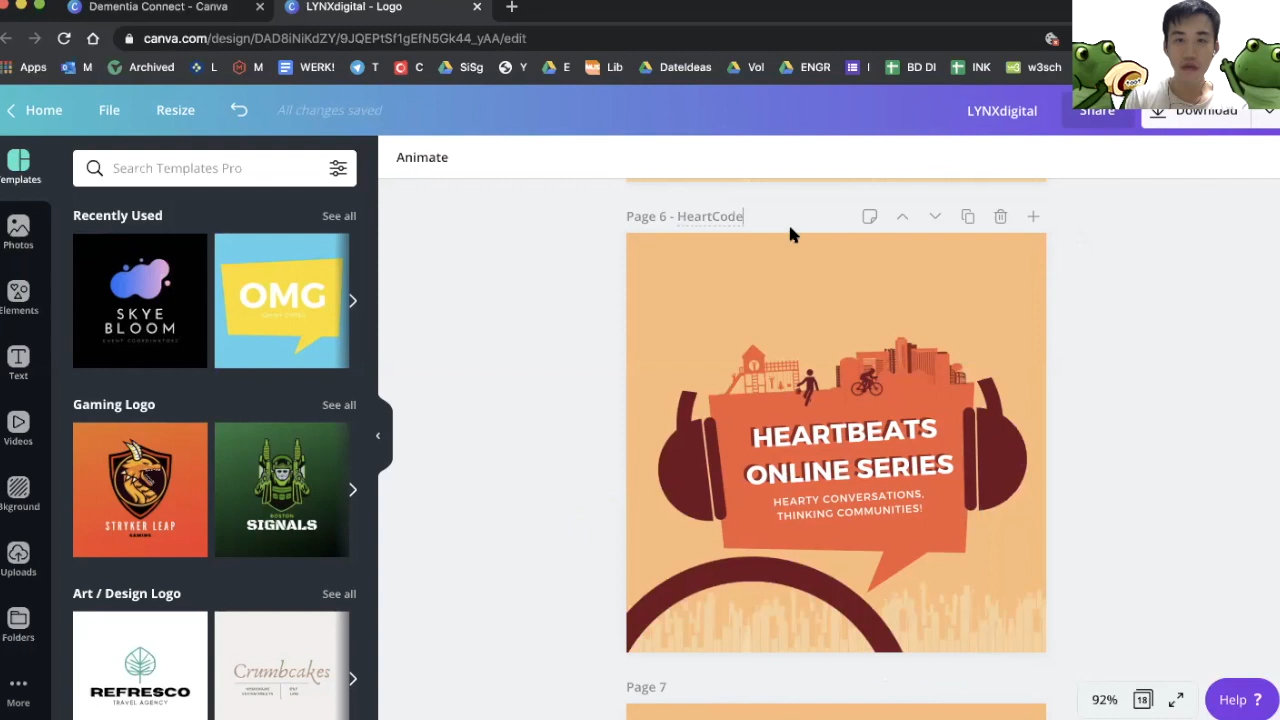 Dementia Connect - Canva
LYNXdigital - Logo
canva.com/design/DAD8iNiKdZY/9JQEPtSf1gEfN5Gk44_yAA/edit
Apps M Archived L M WERK! T SiSC Y Lib DateIdeas Vol ENGR I BD DI INK w3sch
Home File Resize All changes saved LYNXdigital Share Download
Templates
Search Templates Pro
Animate
Recently Used See all
Page 6 - HeartCode
Photos
SKYE
BLOOM
EVENT COORDINATORS
OMG
Elements
Text
Gaming Logo See all
Videos
HEARTBEATS
ONLINE SERIES
HEARTY CONVERSATIONS,
THINKING COMMUNITIES!
STRYKER LEAP
GAMING
BOSTON
SIGNALS
Bkground
Uploads
Art / Design Logo See all
Folders
REFRESCO
TRAVEL AGENCY
Crumbcakes
More
Page 7
92% 18 Help ?